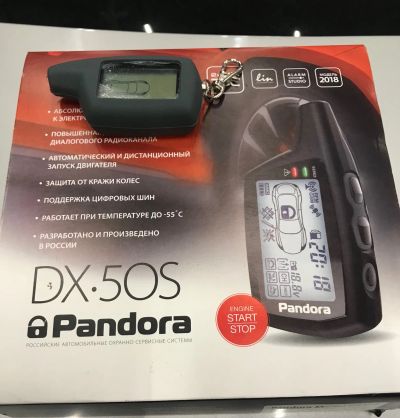 Lin
ALARM
STUDIO
МОДЕЛЬ
2018
К ЭЛЕКТР
ПОВЫШЕННА
ДИАЛОГОВОГО РАДИОКАНАЛА
• АВТОМАТИЧЕСКИЙ И ДИСТАНЦИОННЫЙ
ЗАПУСК ДВИГАТЕЛЯ
• ЗАЩИТА ОТ КРАЖИ КОЛЕС
• ПОДДЕРЖКА ЦИФРОВЫХ ШИН
• РАБОТАЕТ ПРИ ТЕМПЕРАТУРЕ ДО -55˚С
• РАЗРАБОТАНО И ПРОИЗВЕДЕНО
В РОССИИ
DX·50S
Pandora
РОССИЙСКИЕ АВТОМОБИЛЬНЫЕ ОХРАННО СЕРВИСНЫЕ СИСТЕМЫ
ENGINE
START
STOP
Pandora